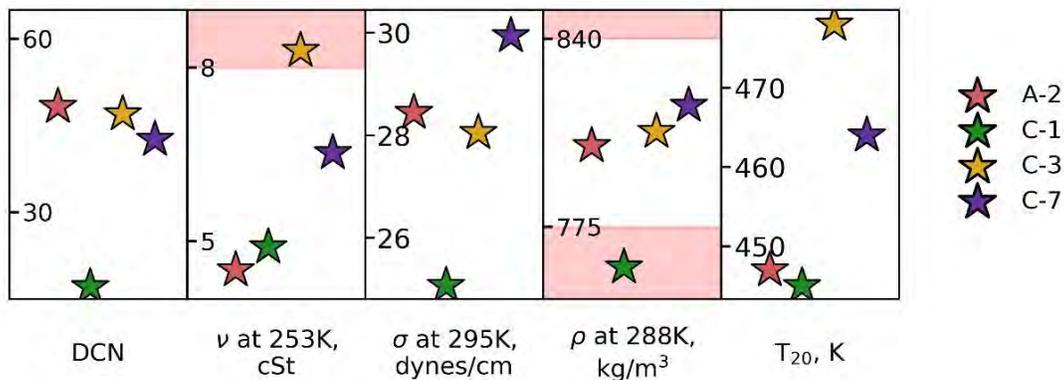 60
30
DCN
8
5
ν at 253K,
cSt
30
28
26
σ at 295K,
dynes/cm
840
775
ρ at 288K,
kg/m³
470
460
450
T₂₀, K
A-2
C-1
C-3
C-7